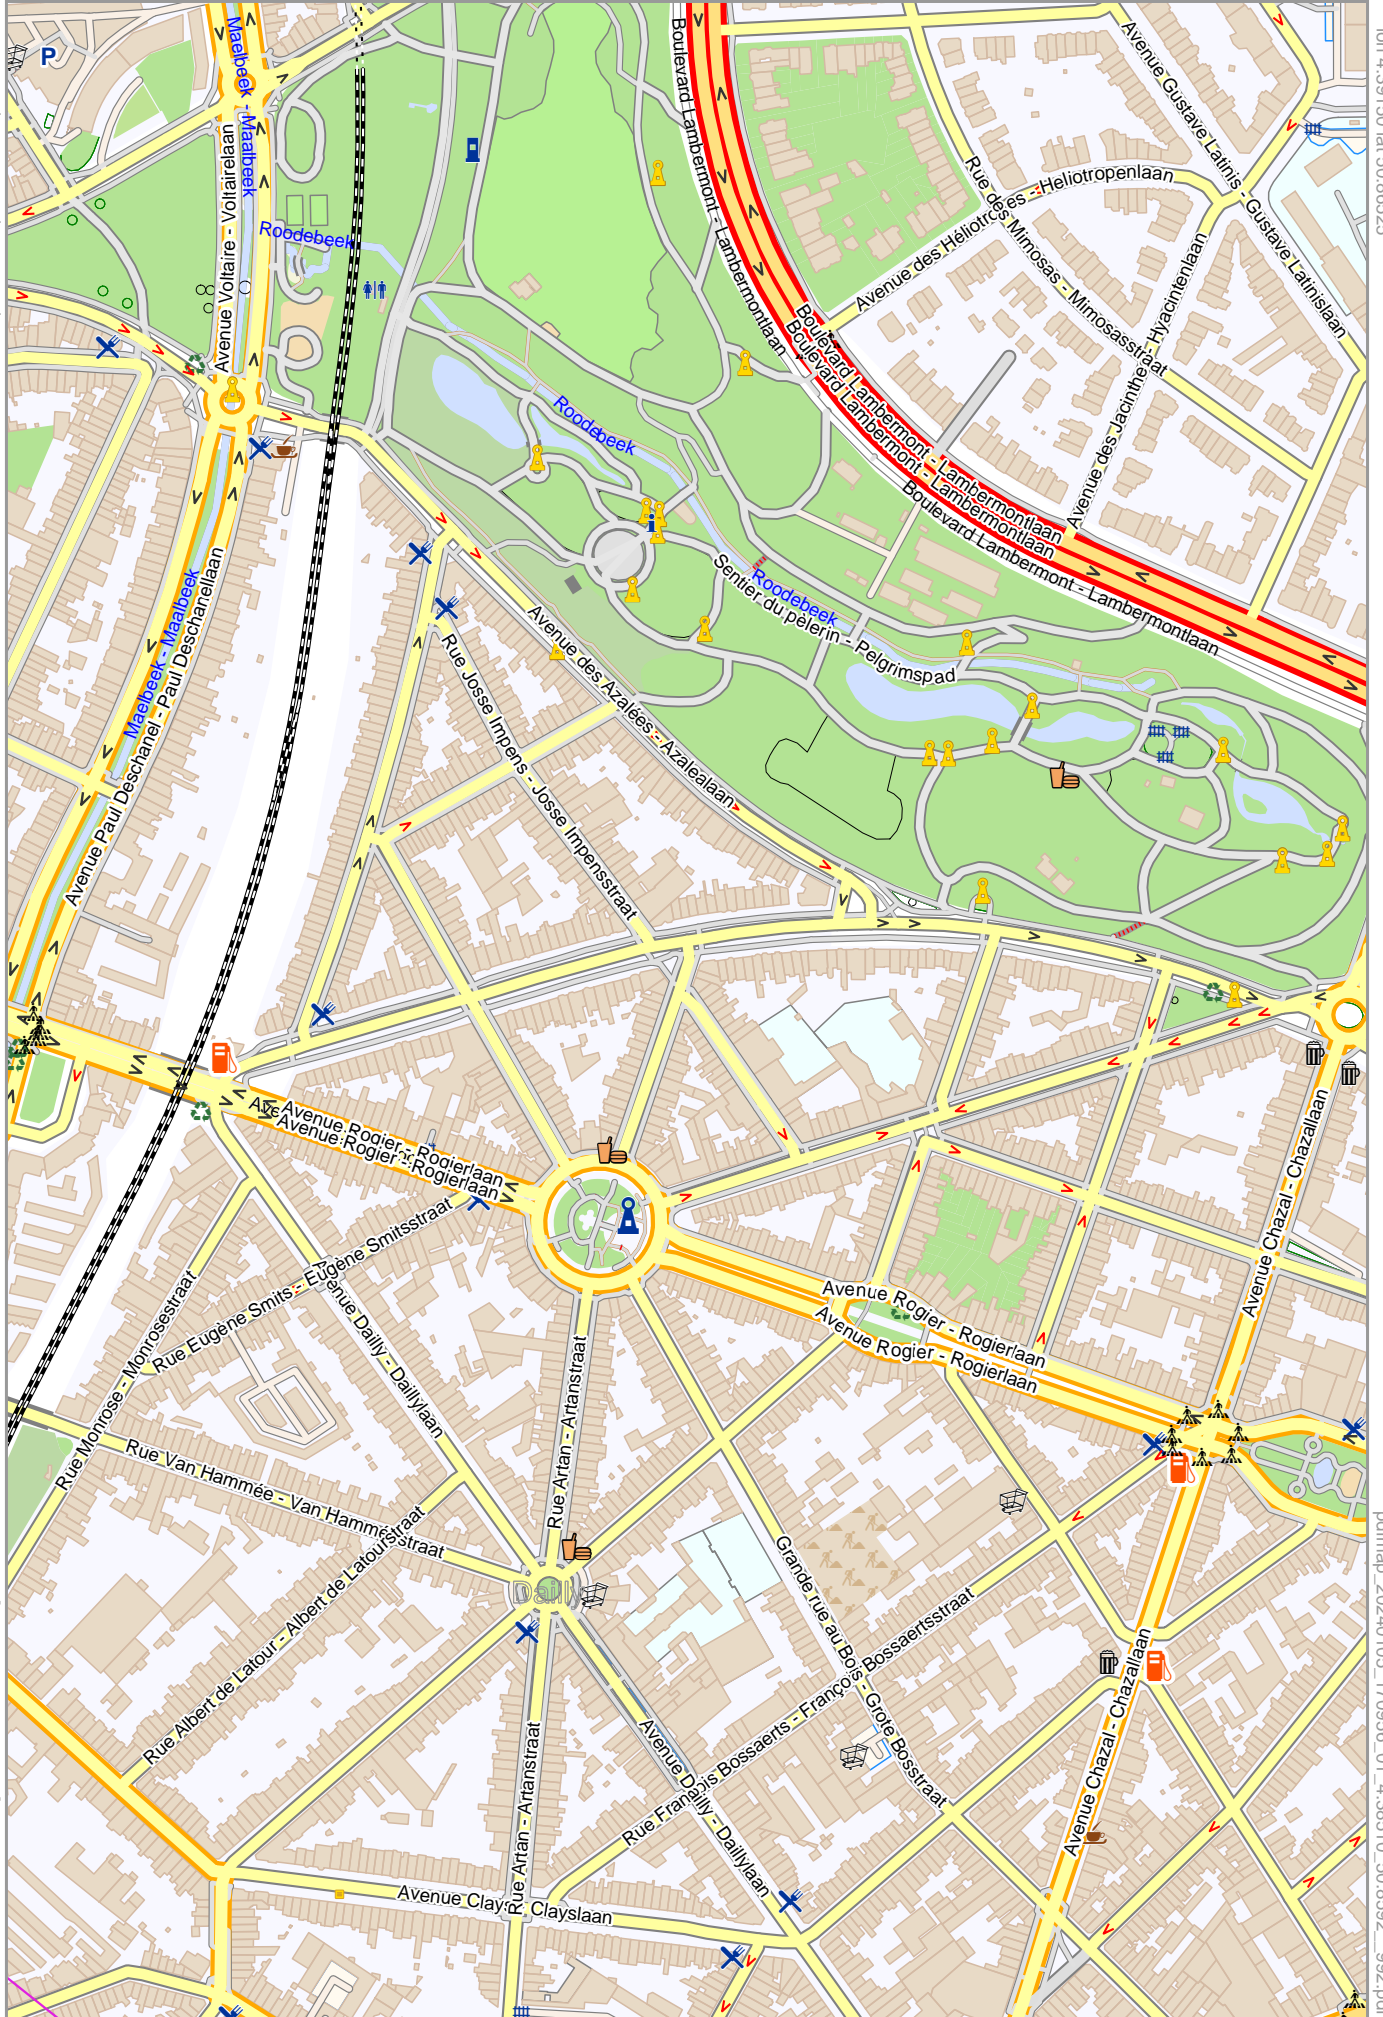 P
Maelbeek - Maalbeek
Avenue Voltaire - Voltairelaan
Roodebeek
Boulevard Lambermont - Lambermontlaan
Avenue Gustave Latinis - Gustave Latinislaan
Rue des Mimosas - Mimosasstraat
Avenue des Héliotropes - Heliotropenlaan
Avenue des Jacinthes - Hyacintenlaan
Boulevard Lambermont - Lambermontlaan
Boulevard Lambermont - Lambermontlaan
Boulevard Lambermont - Lambermontlaan
Roodebeek
Roodebeek
Sentier du pèlerin - Pelgrimspad
Maelbeek - Maalbeek
Avenue Paul Deschanel - Paul Deschanellaan
Rue Josse Impens - Josse Impensstraat
Avenue des Azalées - Azalealaan
Avenue Rogier - Rogierlaan
Avenue Rogier - Rogierlaan
Rue Eugène Smits - Eugène Smitsstraat
Rue Monrose - Monrosestraat
Avenue Dailly - Daillylaan
Rue Van Hammée - Van Hamméestraat
Rue Albert de Latour - Albert de Latourstraat
Rue Artan - Artanstraat
Avenue Rogier - Rogierlaan
Avenue Rogier - Rogierlaan
Avenue Chazal - Chazallaan
Dailly
Grande rue au Bois - Grote Bosstraat
Rue François Bossaerts - François Bossaertsstraat
Avenue Dailly - Daillylaan
Rue Artan - Artanstraat
Avenue Clays - Clayslaan
Avenue Chazal - Chazallaan